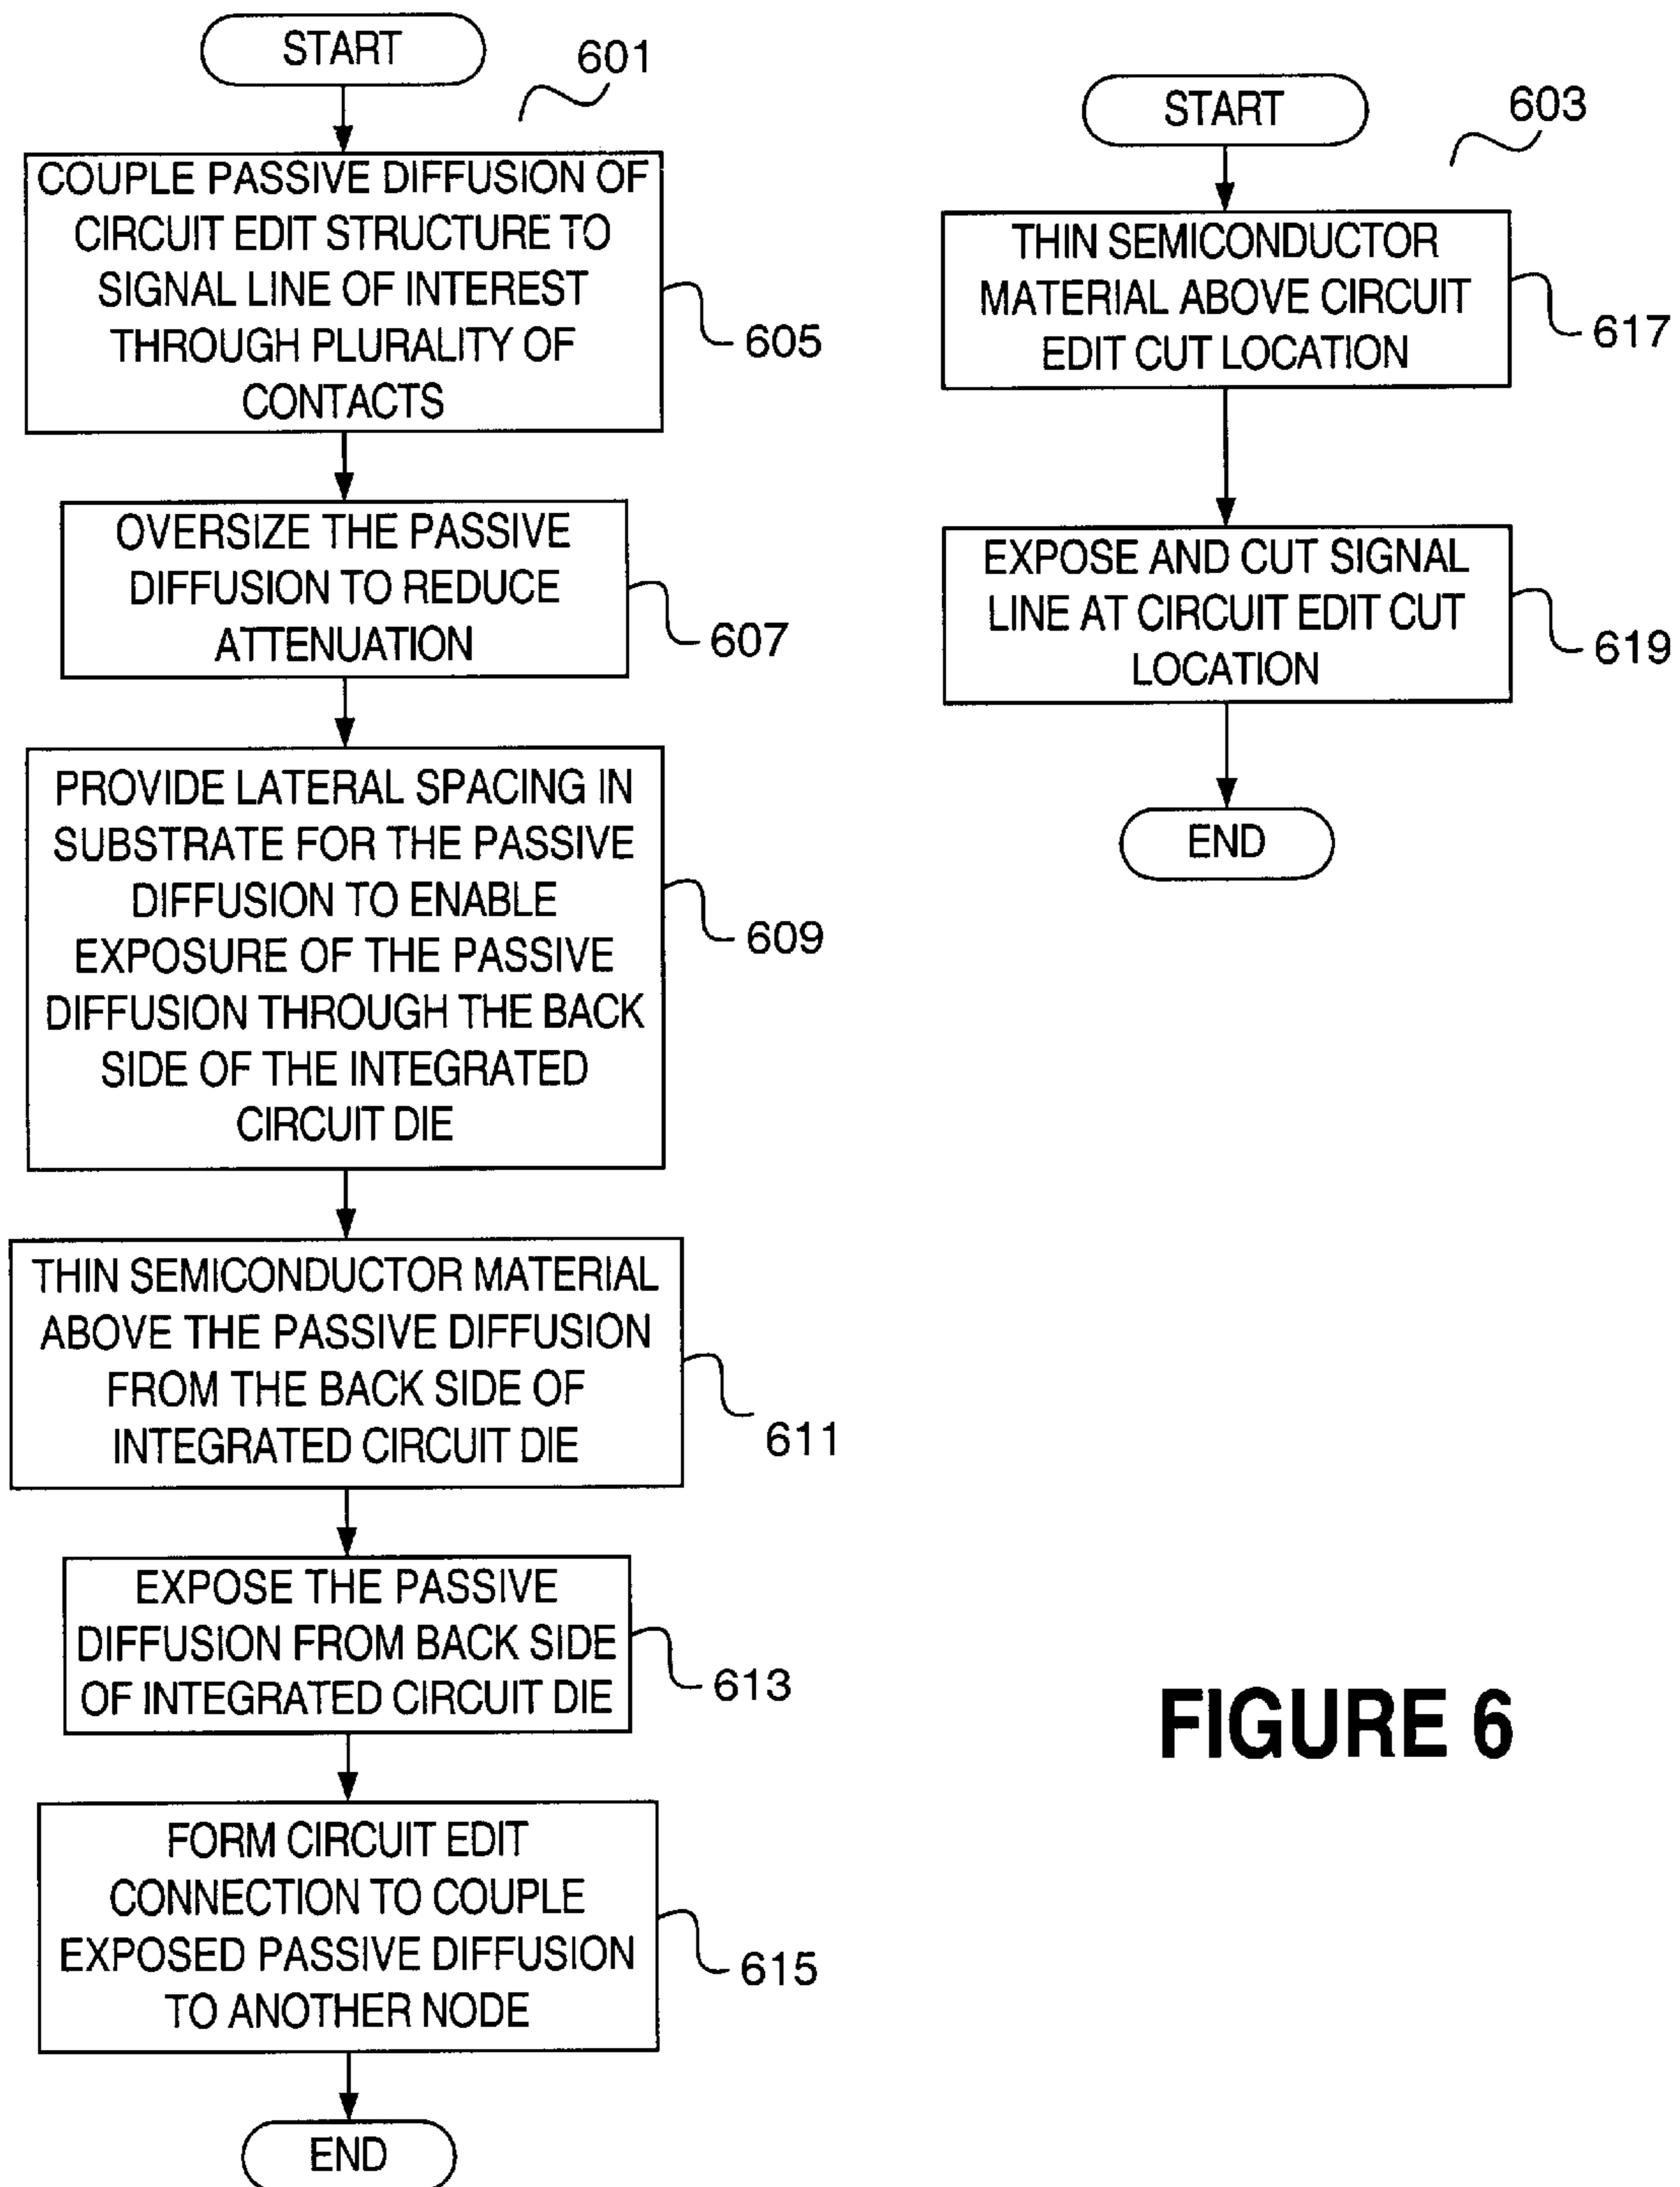 START
601
COUPLE PASSIVE DIFFUSION OF
CIRCUIT EDIT STRUCTURE TO
SIGNAL LINE OF INTEREST
THROUGH PLURALITY OF
CONTACTS
605
OVERSIZE THE PASSIVE
DIFFUSION TO REDUCE
ATTENUATION
607
PROVIDE LATERAL SPACING IN
SUBSTRATE FOR THE PASSIVE
DIFFUSION TO ENABLE
EXPOSURE OF THE PASSIVE
DIFFUSION THROUGH THE BACK
SIDE OF THE INTEGRATED
CIRCUIT DIE
609
THIN SEMICONDUCTOR MATERIAL
ABOVE THE PASSIVE DIFFUSION
FROM THE BACK SIDE OF
INTEGRATED CIRCUIT DIE
611
EXPOSE THE PASSIVE
DIFFUSION FROM BACK SIDE
OF INTEGRATED CIRCUIT DIE
613
FORM CIRCUIT EDIT
CONNECTION TO COUPLE
EXPOSED PASSIVE DIFFUSION
TO ANOTHER NODE
615
END
START
603
THIN SEMICONDUCTOR
MATERIAL ABOVE CIRCUIT
EDIT CUT LOCATION
617
EXPOSE AND CUT SIGNAL
LINE AT CIRCUIT EDIT CUT
LOCATION
619
END
FIGURE 6